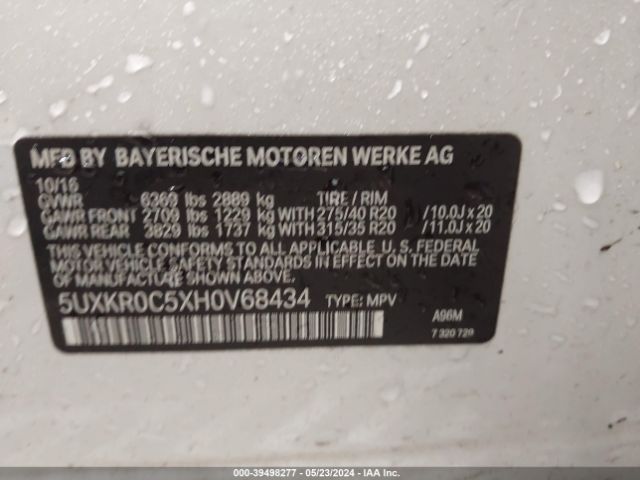 MFD BY BAYERISCHE MOTOREN WERKE AG
10/16
GVWR 6369 lbs 2889 kg TIRE / RIM
GAWR FRONT 2709 lbs 1229 kg WITH 275/40 R20 / 10.0J x 20
GAWR REAR 3829 lbs 1737 kg WITH 315/35 R20 / 11.0J x 20
THIS VEHICLE CONFORMS TO ALL APPLICABLE U. S. FEDERAL
MOTOR VEHICLE SAFETY STANDARDS IN EFFECT ON THE
DATE OF MANUFACTURE SHOWN ABOVE.
5UXKR0C5XH0V68434 TYPE: MPV
A96M
7 320 729
000-39498277 - 05/23/2024 - IAA Inc.